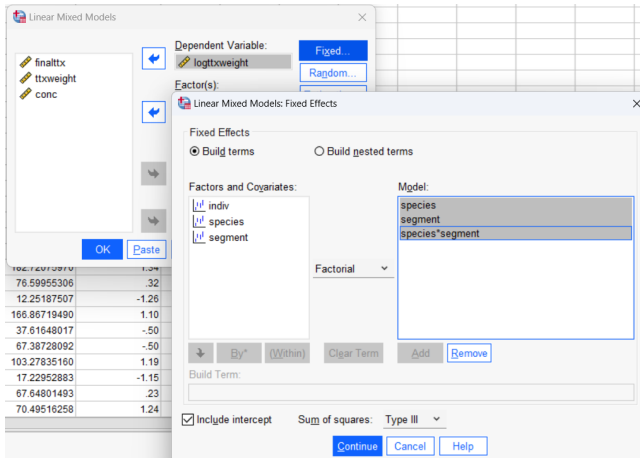 Linear Mixed Models
Dependent Variable:
logttxweight
Fixed...
Random...
Factor(s):
finalttx
ttxweight
conc
OK
Paste
Linear Mixed Models: Fixed Effects
Fixed Effects
Build terms
Build nested terms
Factors and Covariates:
Model:
indiv
species
segment
species
segment
species*segment
Factorial
By*
(Within)
Clear Term
Add
Remove
Build Term:
Include intercept
Sum of squares:
Type III
Continue
Cancel
Help
76.59955306 .32
12.25187507 -1.26
166.86719490 1.10
37.61648017 -.50
67.38728092 -.50
103.27835160 1.19
17.22952883 -1.15
67.64801493 .23
70.49516258 1.24